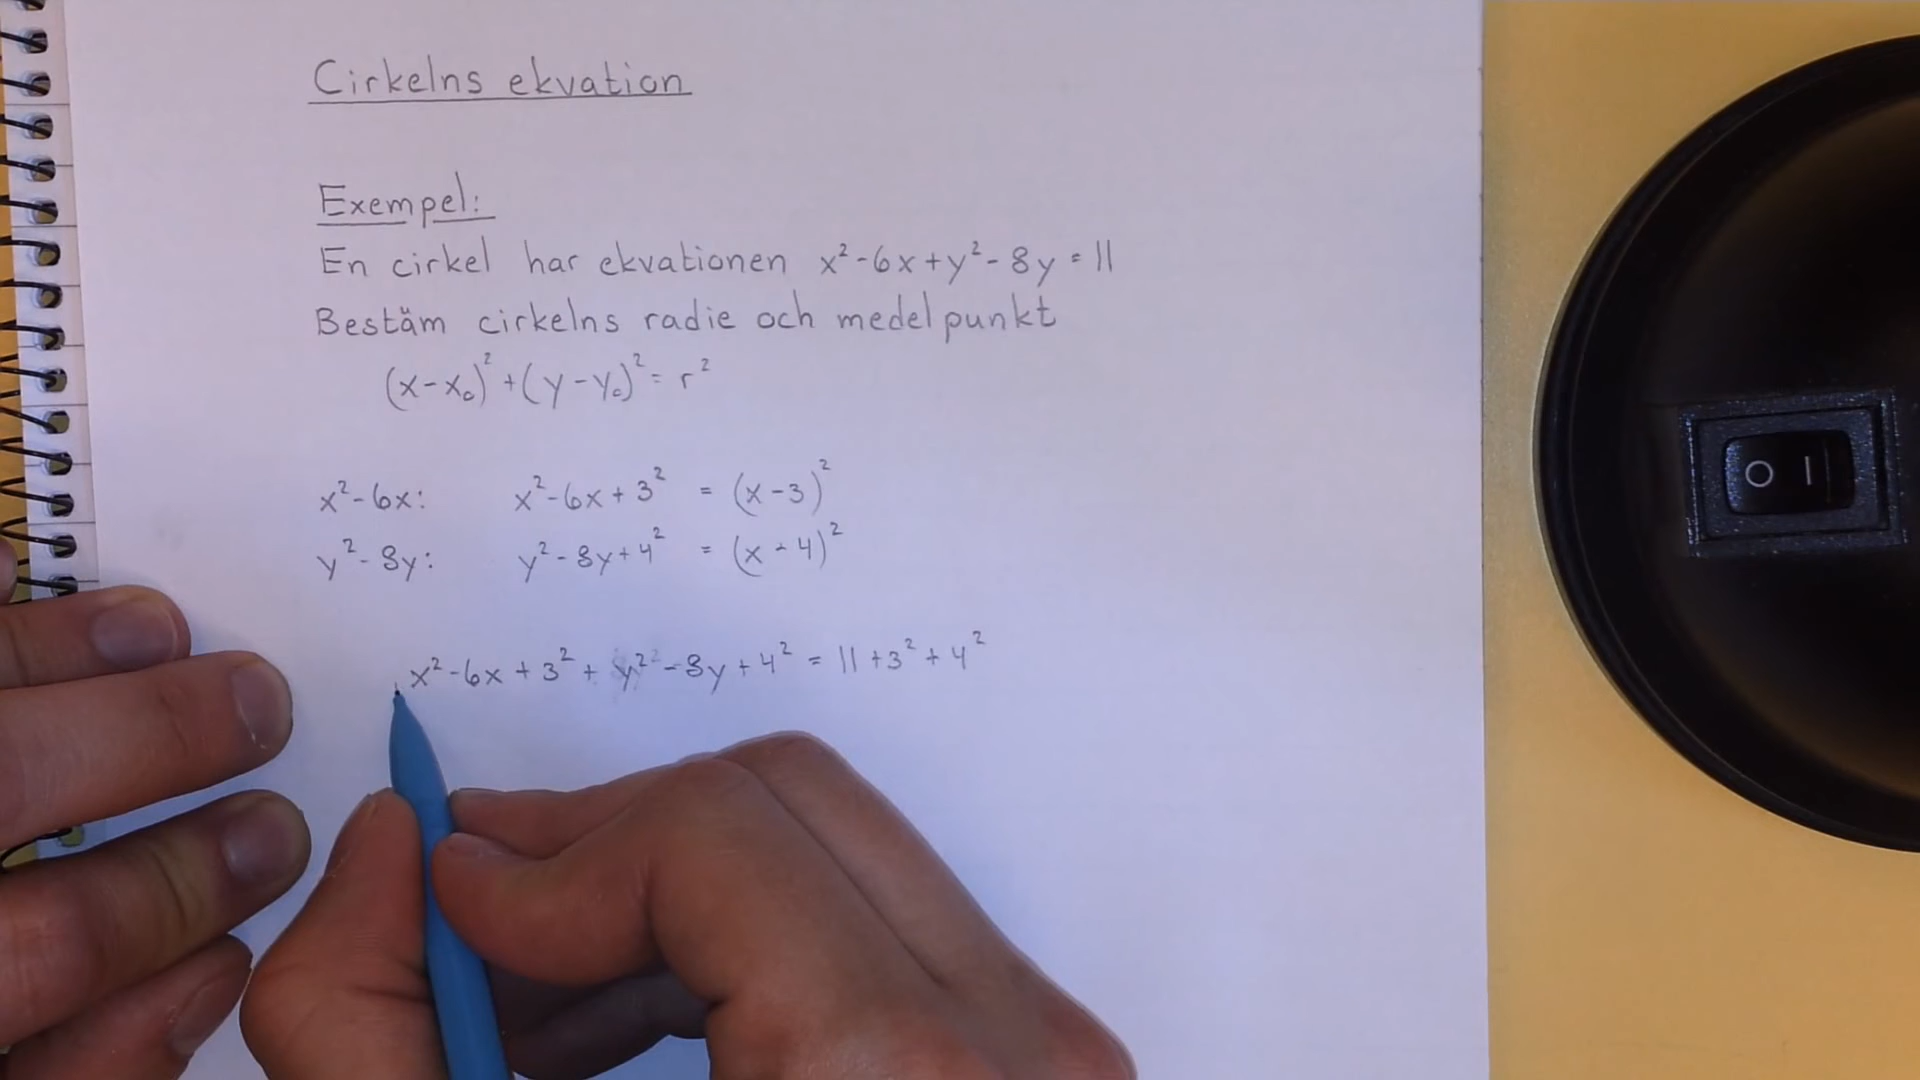 Cirkelns ekvation
Exempel:
En cirkel har ekvationen x²-6x+y²-8y=11
Bestäm cirkelns radie och medelpunkt
(x-x₀)²+(y-y₀)²=r²
x²-6x: x²-6x+3² = (x-3)²
y²-8y: y²-8y+4² = (x-4)²
x²-6x+3²+y²-8y+4²=11+3²+4²
O I